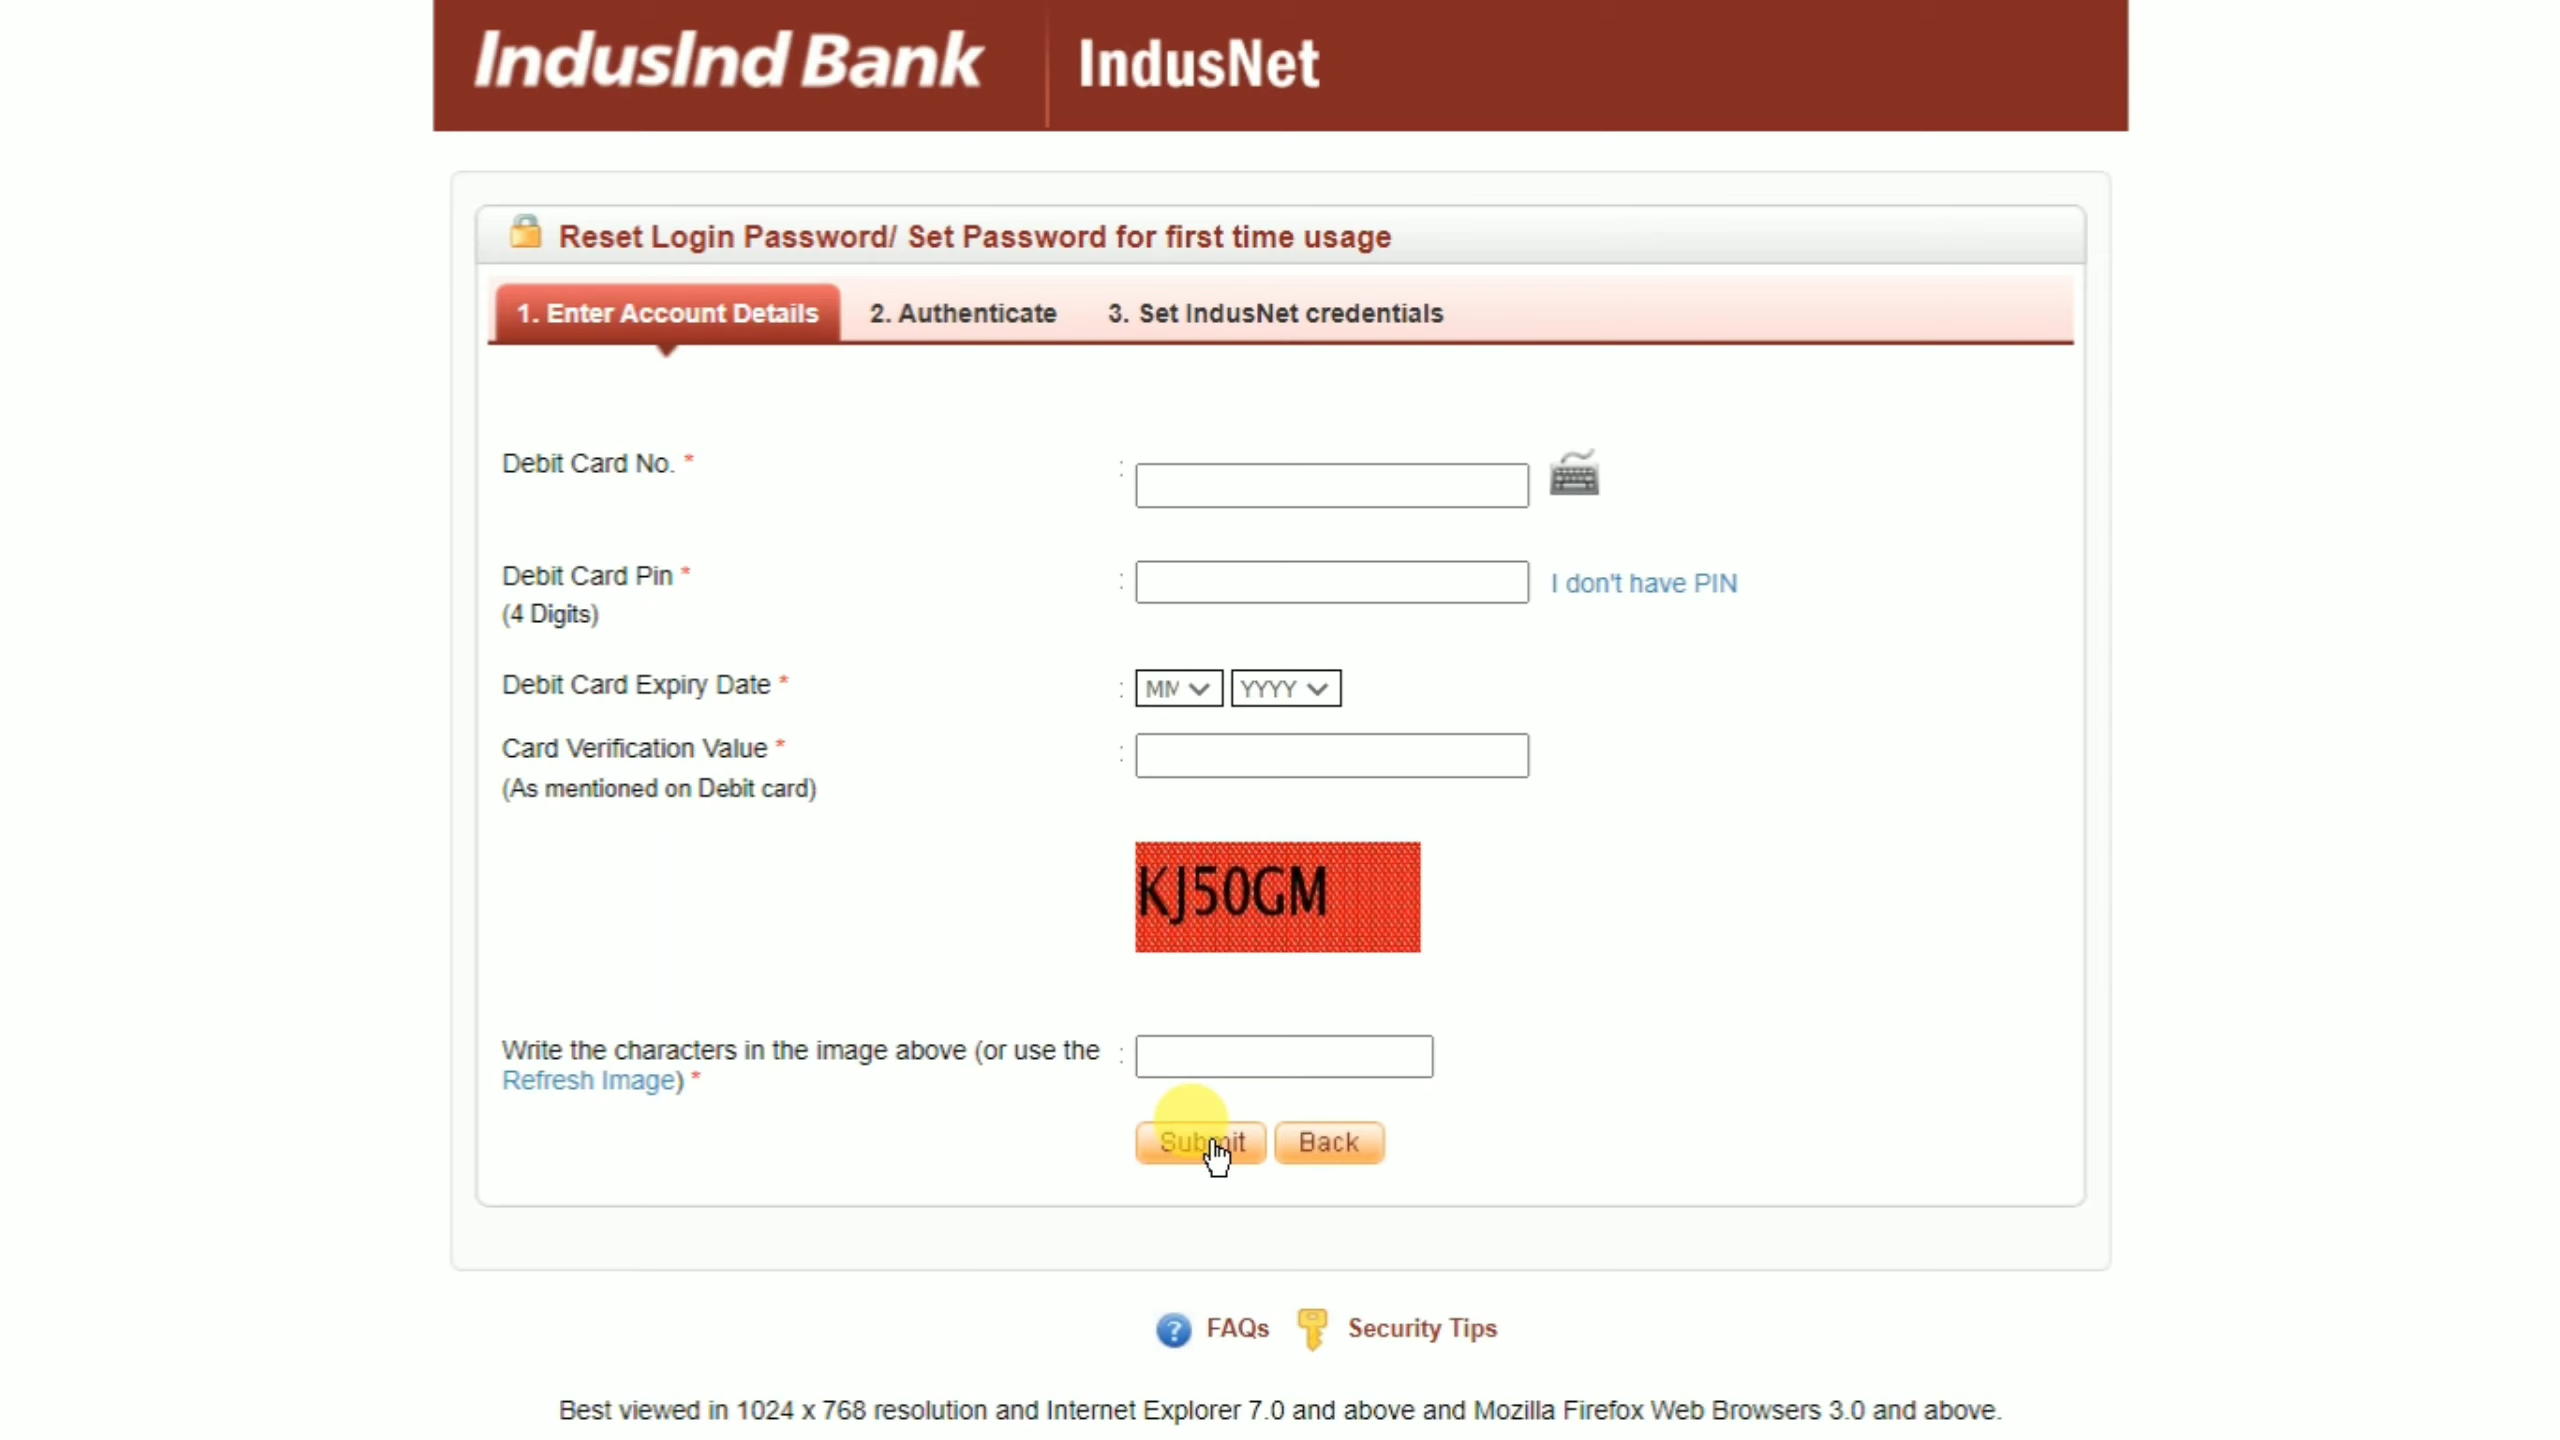 IndusInd Bank IndusNet
Reset Login Password/ Set Password for first time usage
1. Enter Account Details 2. Authenticate 3. Set IndusNet credentials
Debit Card No. * :
Debit Card Pin * : I don't have PIN
(4 Digits)
Debit Card Expiry Date * : MM YYYY
Card Verification Value * :
(As mentioned on Debit card)
KJ50GM
Write the characters in the image above (or use the :
Refresh Image) *
Submit Back
? FAQs Security Tips
Best viewed in 1024 x 768 resolution and Internet Explorer 7.0 and above and Mozilla Firefox Web Browsers 3.0 and above.